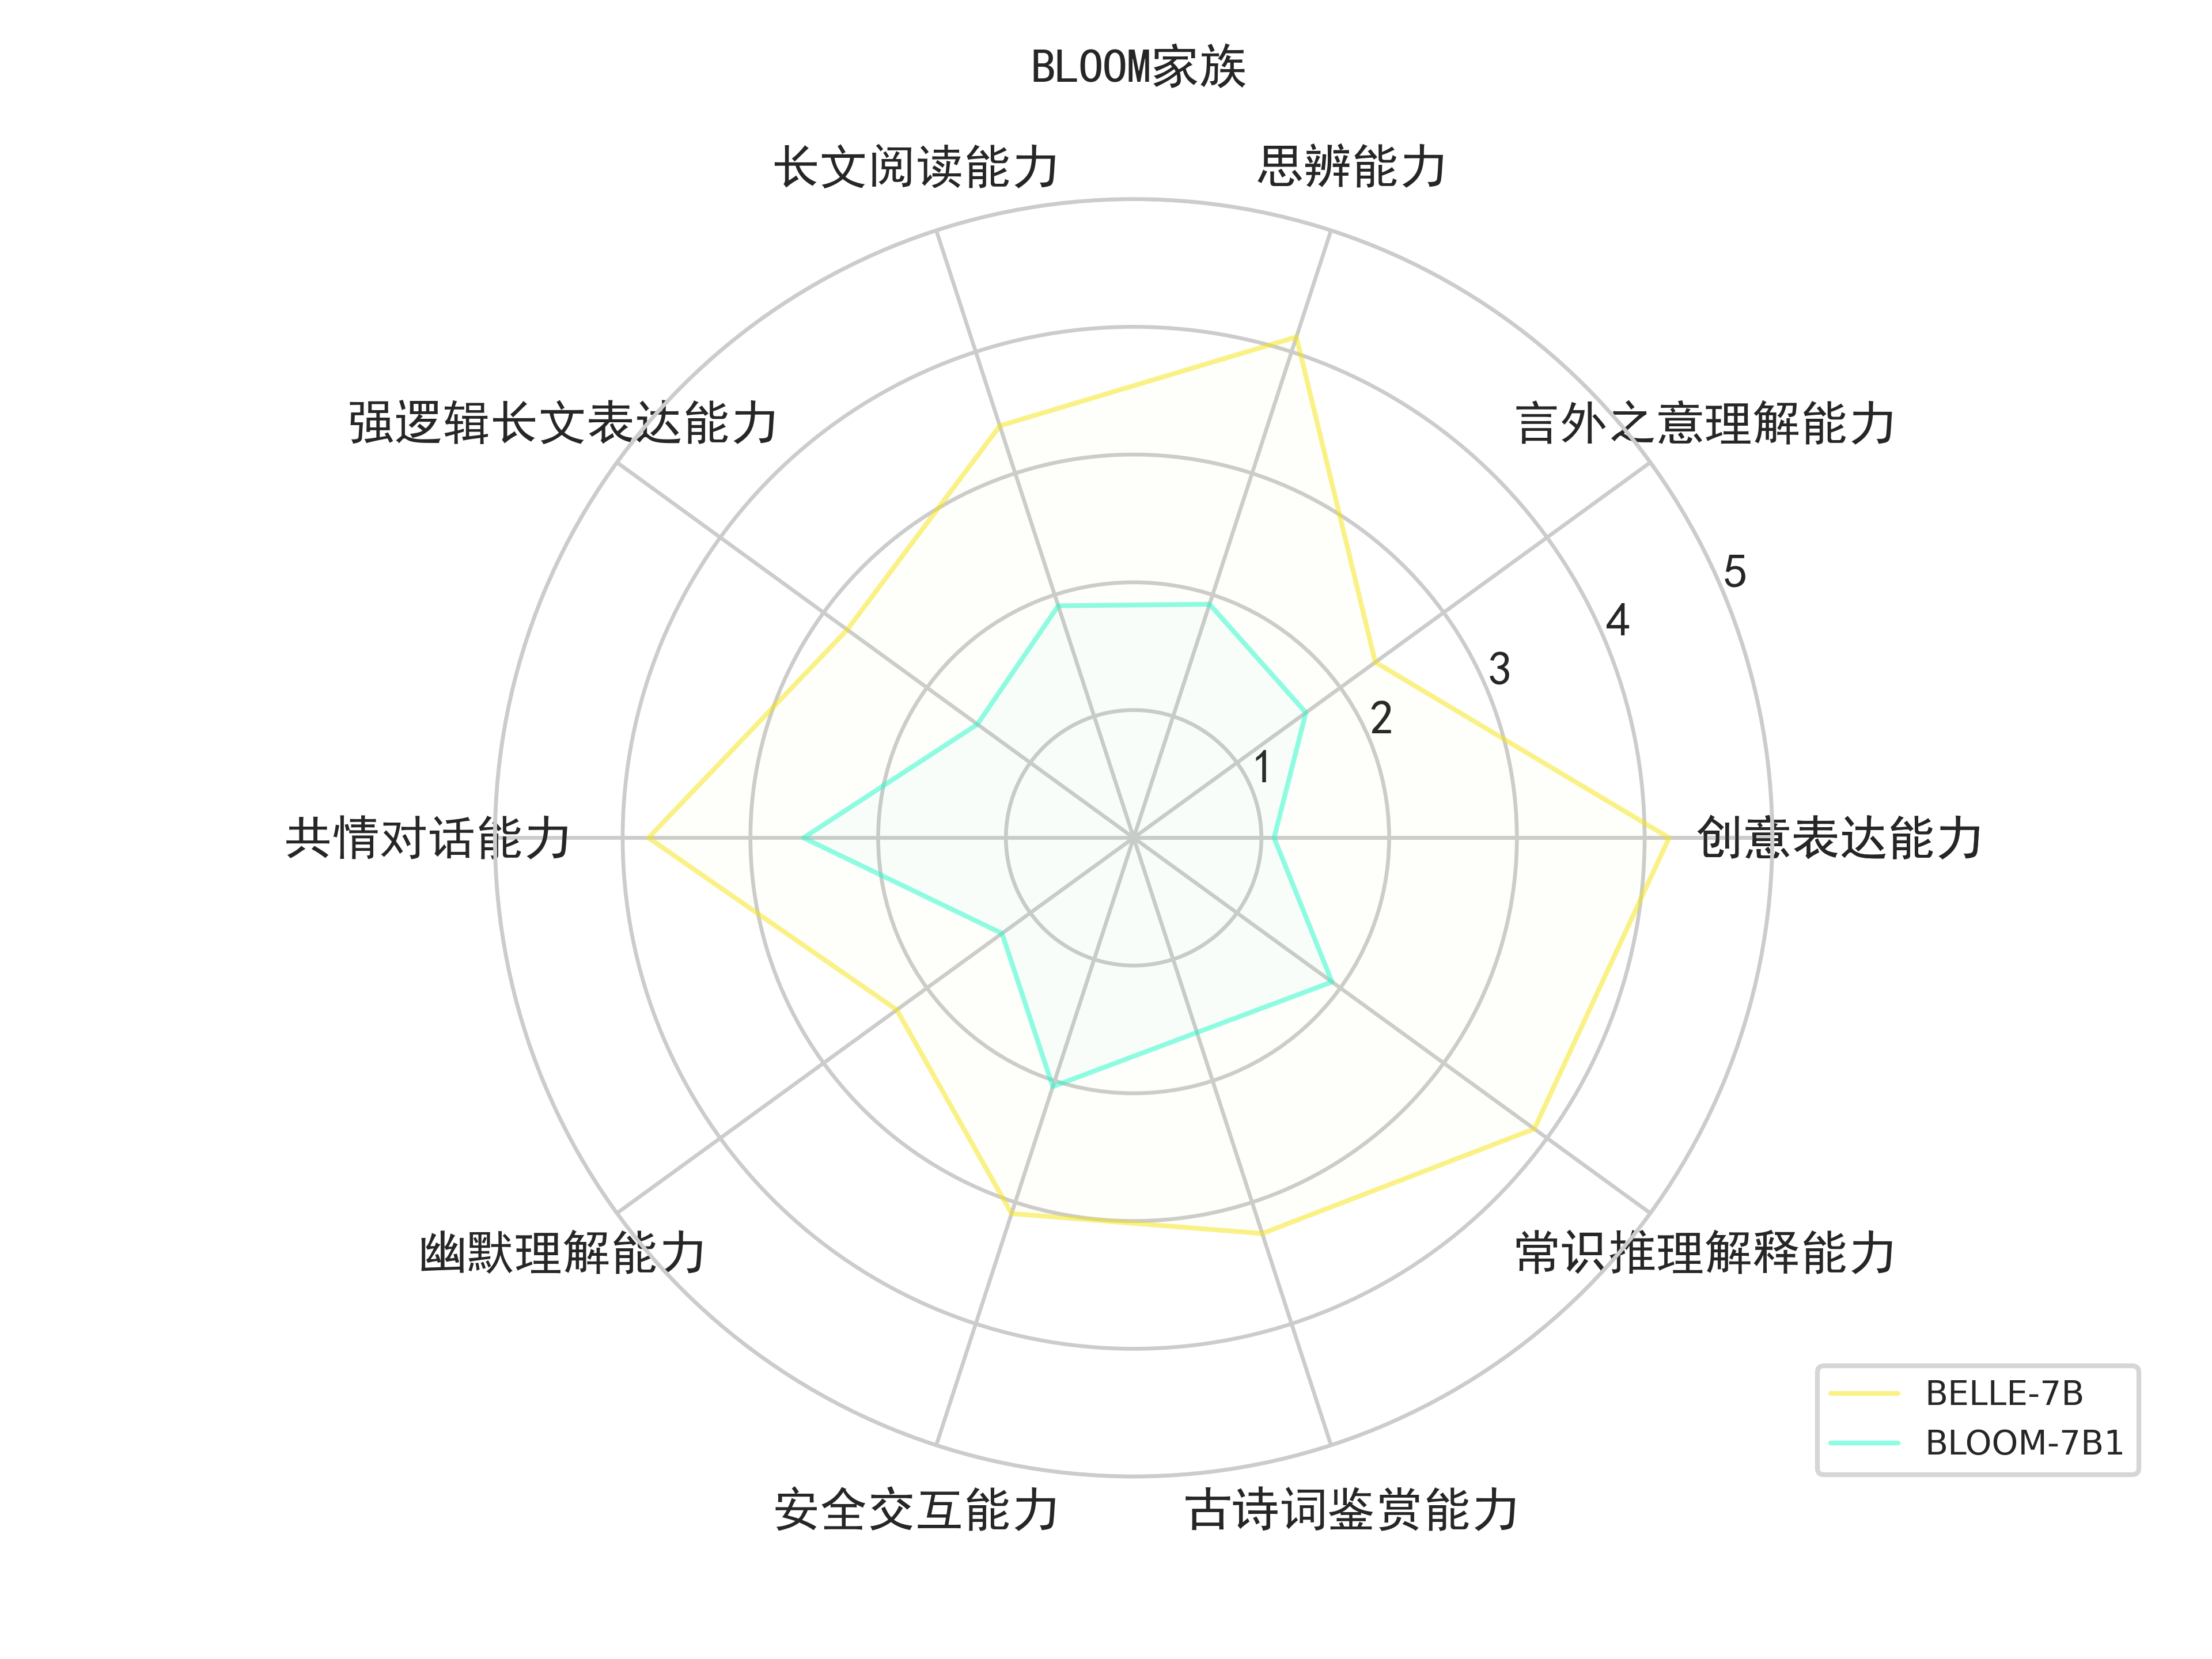 BLOOM家族
长文阅读能力
思辨能力
强逻辑长文表达能力
言外之意理解能力
5
4
3
2
1
共情对话能力
创意表达能力
幽默理解能力
常识推理解释能力
BELLE-7B
BLOOM-7B1
安全交互能力
古诗词鉴赏能力